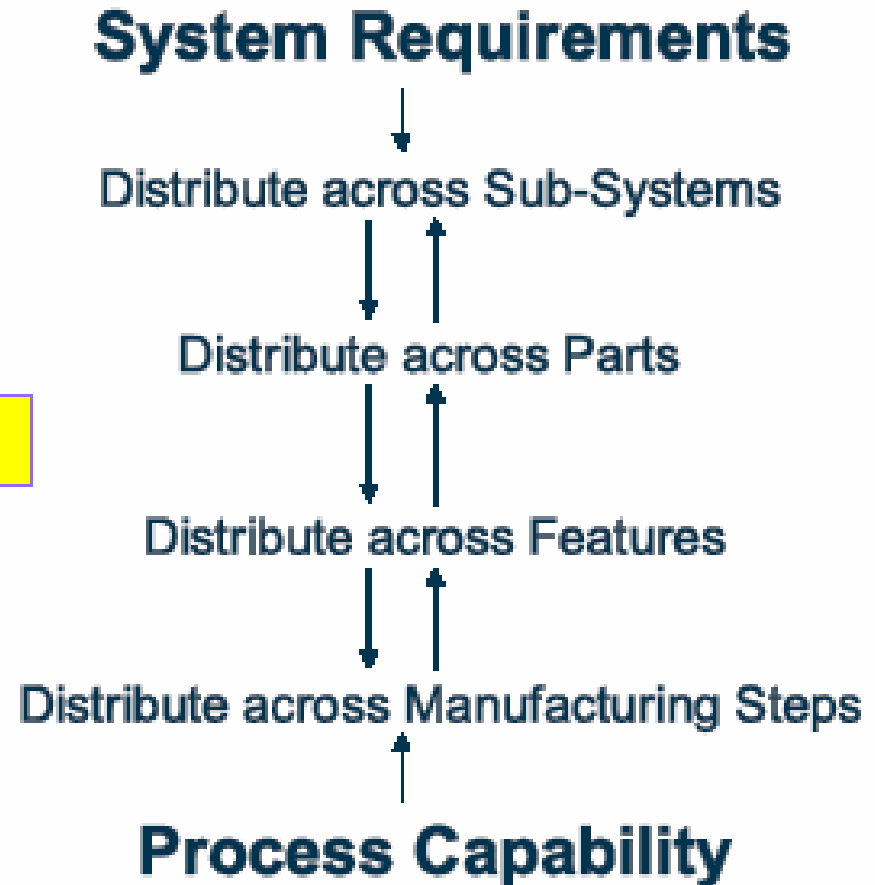 System Requirements
Distribute across Sub-Systems
Distribute across Parts
Distribute across Features
Distribute across Manufacturing Steps
Process Capability